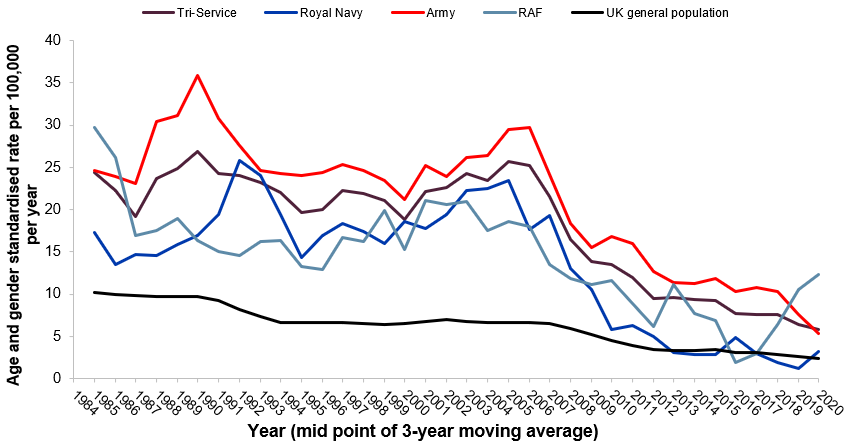 Tri-Service Royal Navy Army RAF UK general population
Age and gender standardised rate per 100,000
per year
40
35
30
25
20
15
10
5
0
1984 1985 1986 1987 1988 1989 1990 1991 1992 1993 1994 1995 1996 1997 1998 1999 2000 2001 2002 2003 2004 2005 2006 2007 2008 2009 2010 2011 2012 2013 2014 2015 2016 2017 2018 2019 2020
Year (mid point of 3-year moving average)